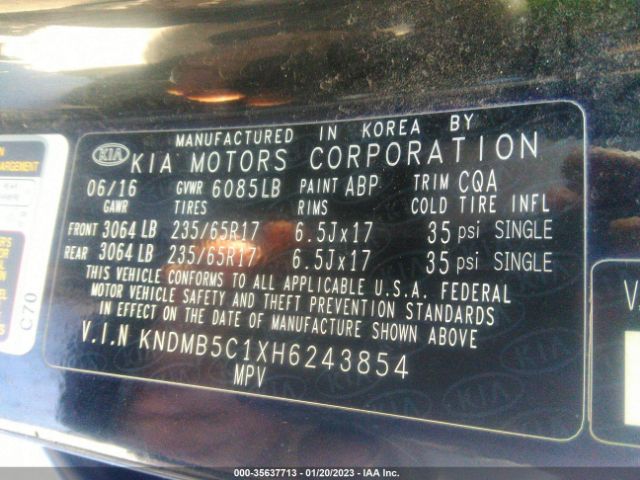 MANUFACTURED IN KOREA BY
KIA KIA MOTORS CORPORATION
06/16 GVWR 6085LB PAINT ABP TRIM CQA
GAWR TIRES RIMS COLD TIRE INFL
FRONT 3064 LB 235/65R17 6.5Jx17 35 psi SINGLE
REAR 3064 LB 235/65R17 6.5Jx17 35 psi SINGLE
THIS VEHICLE CONFORMS TO ALL APPLICABLE U.S.A. FEDERAL
MOTOR VEHICLE SAFETY AND THEFT PREVENTION STANDARDS
IN EFFECT ON THE DATE OF MANUFACTURE SHOWN ABOVE
V.I.N KNDMB5C1XH6243854
MPV
C70
000-35637713 - 01/20/2023 - IAA Inc.